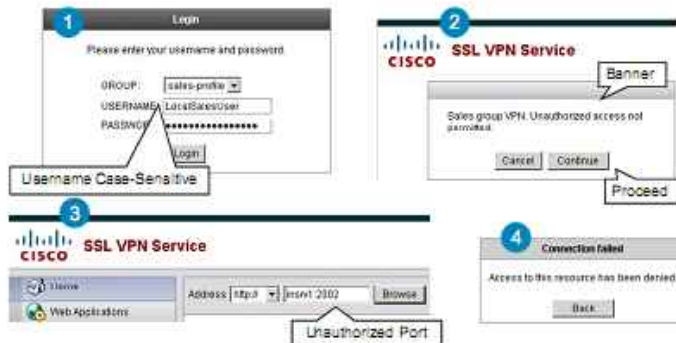 1
Login
Please enter your username and password
GROUP: sales-profile
USERNAME LocalSalesUser
PASSWOR
Login
Username Case-Sensitive
2
CISCO SSL VPN Service
Banner
Sales group VPN. Unauthorized access not
permitted.
Cancel Continue
Proceed
3
CISCO SSL VPN Service
Home
Web Applications
Address http:// :2002 Browse
Unauthorized Port
4
Connection failed
Access to this resource has been denied
Back